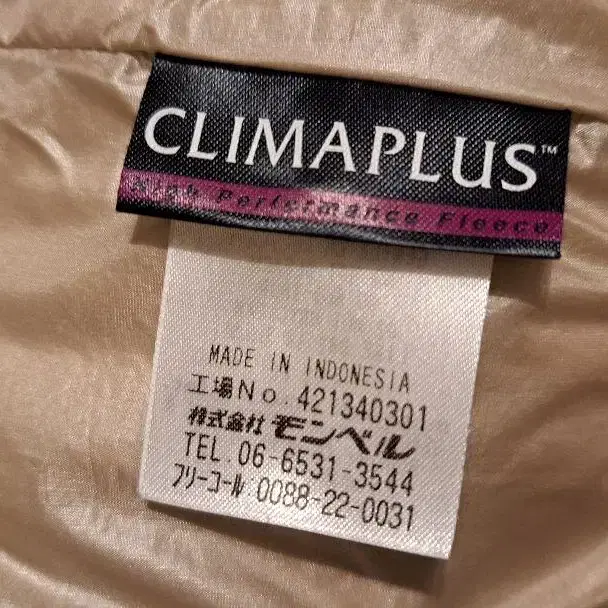 CLIMAPLUS™
High Performance Fleece
MADE IN INDONESIA
工場No. 421340301
株式会社 モンベル
TEL. 06-6531-3544
フリーコール 0088-22-0031